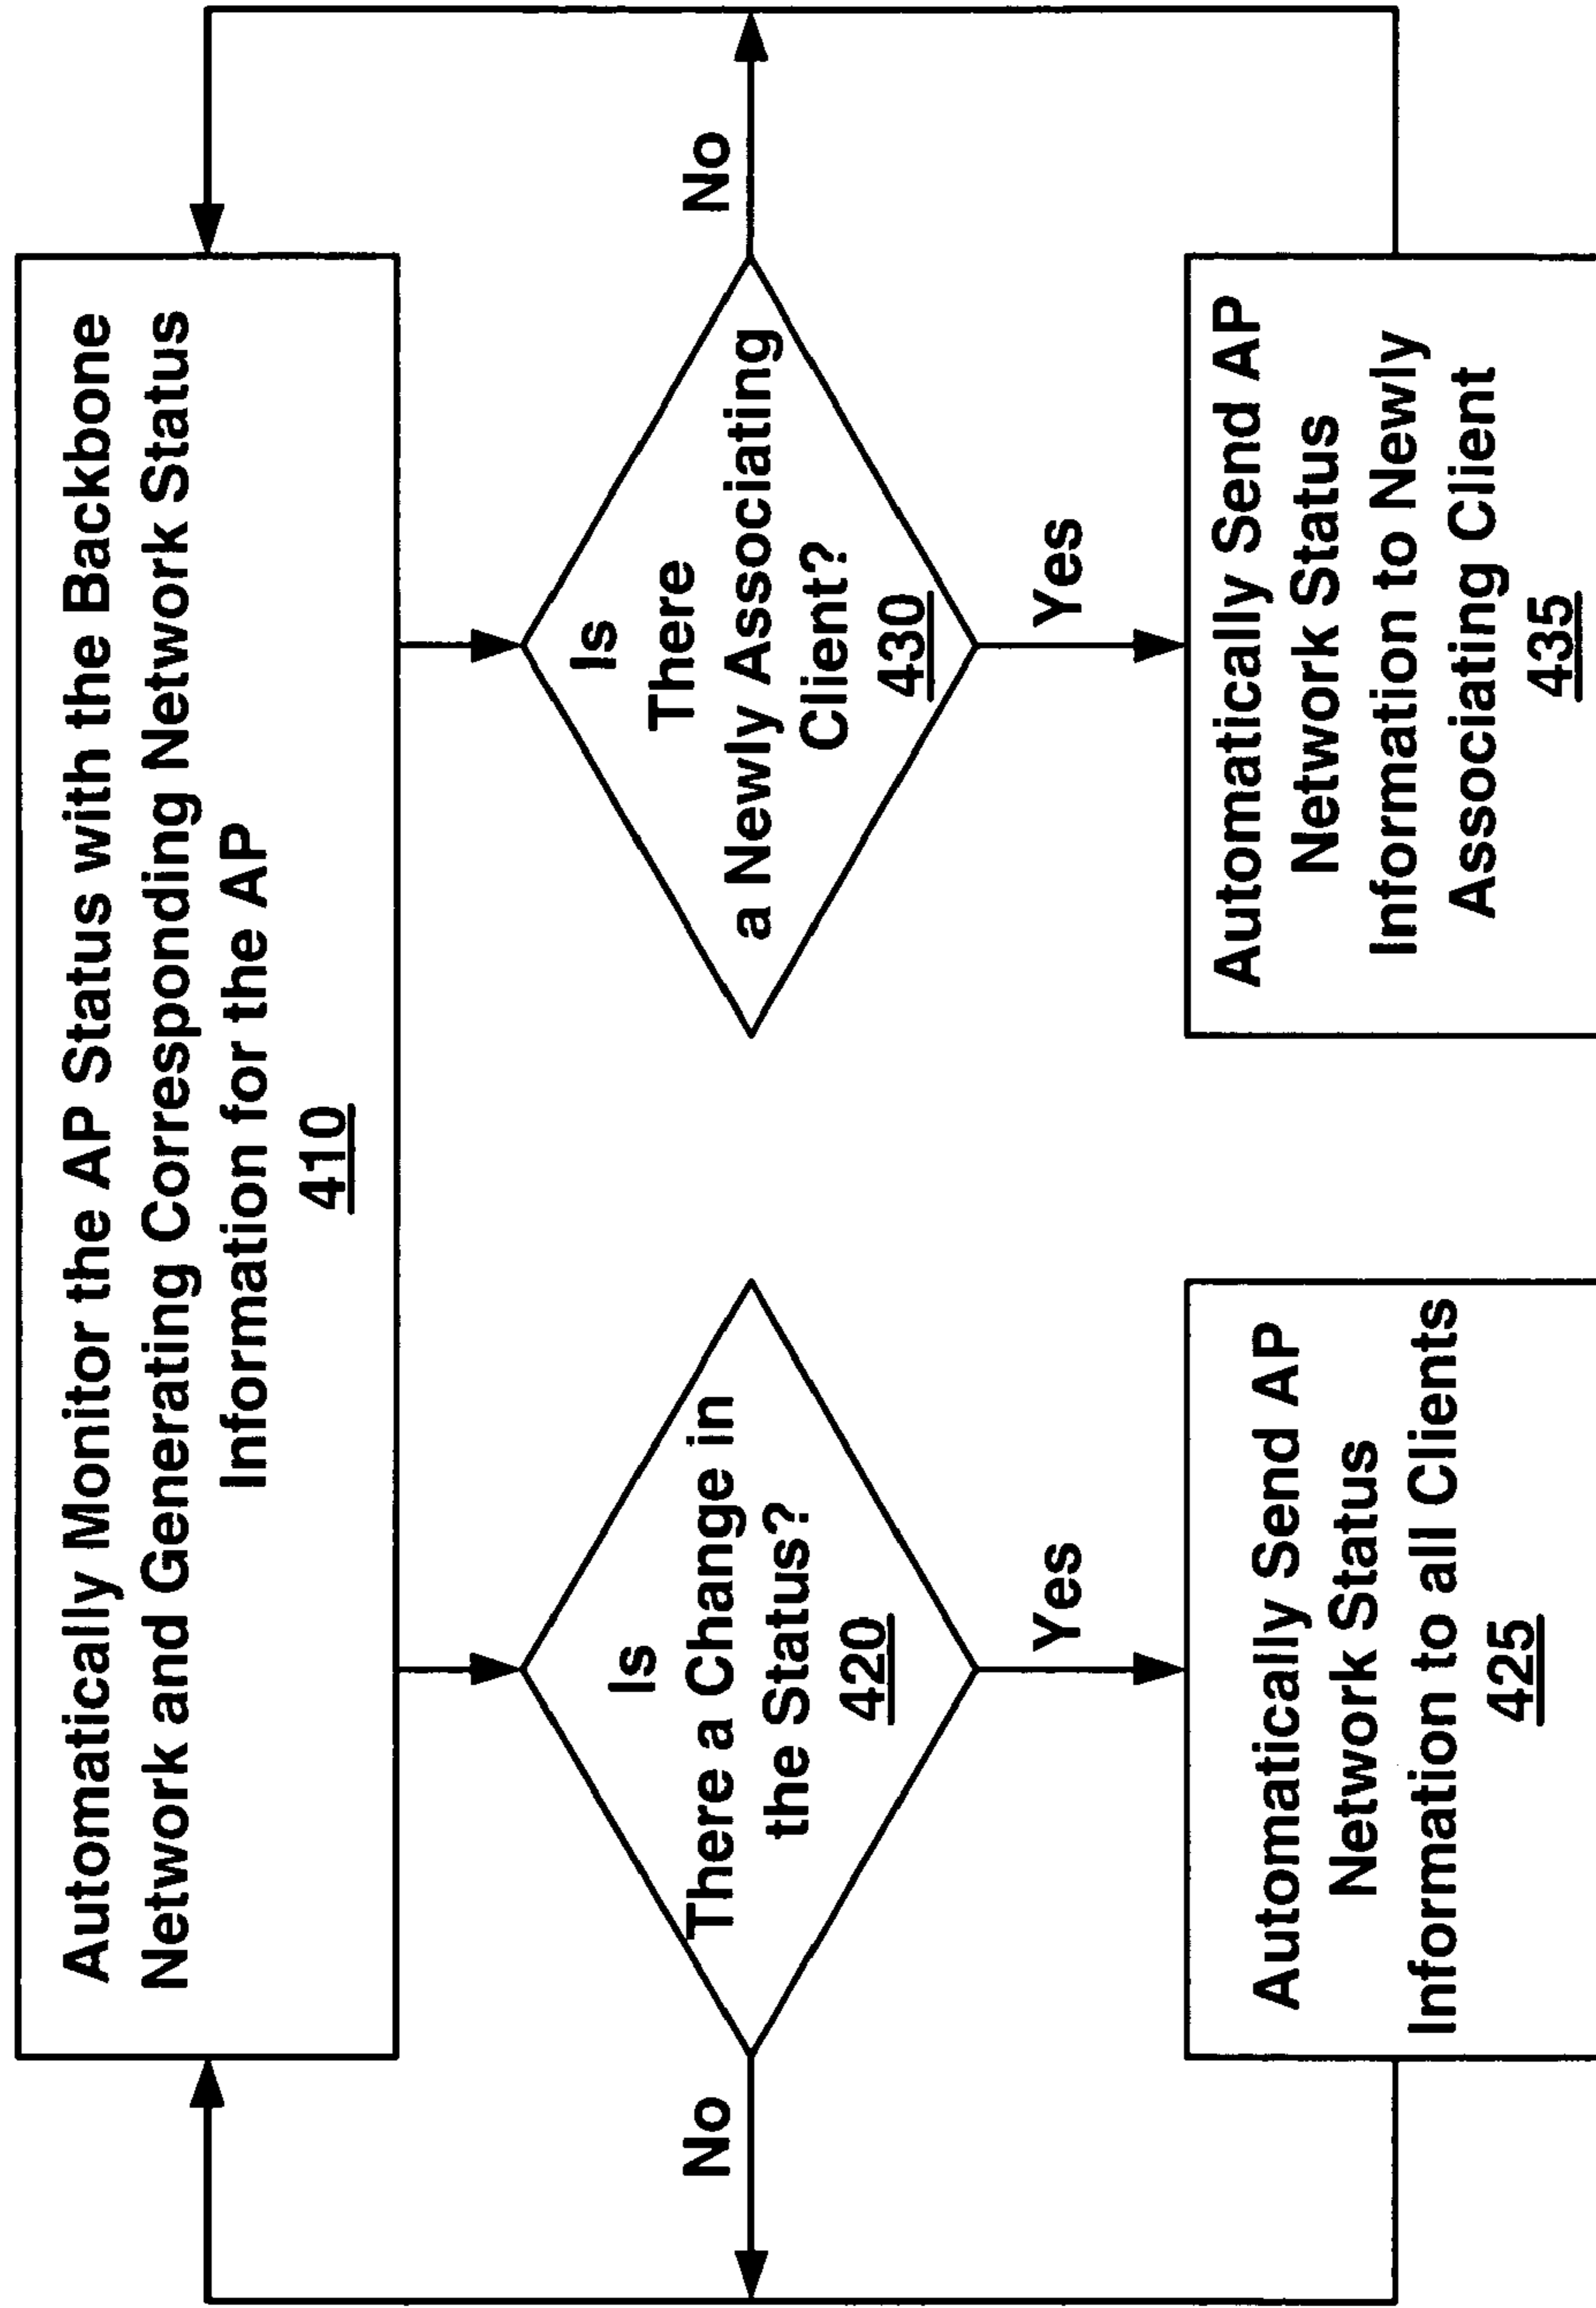 Automatically Monitor the AP Status with the Backbone
Network and Generating Corresponding Network Status
Information for the AP
410
Is
There a Change in
the Status?
420
No
Yes
Automatically Send AP
Network Status
Information to all Clients
425
Is
There
a Newly Associating
Client?
430
No
Yes
Automatically Send AP
Network Status
Information to Newly
Associating Client
435